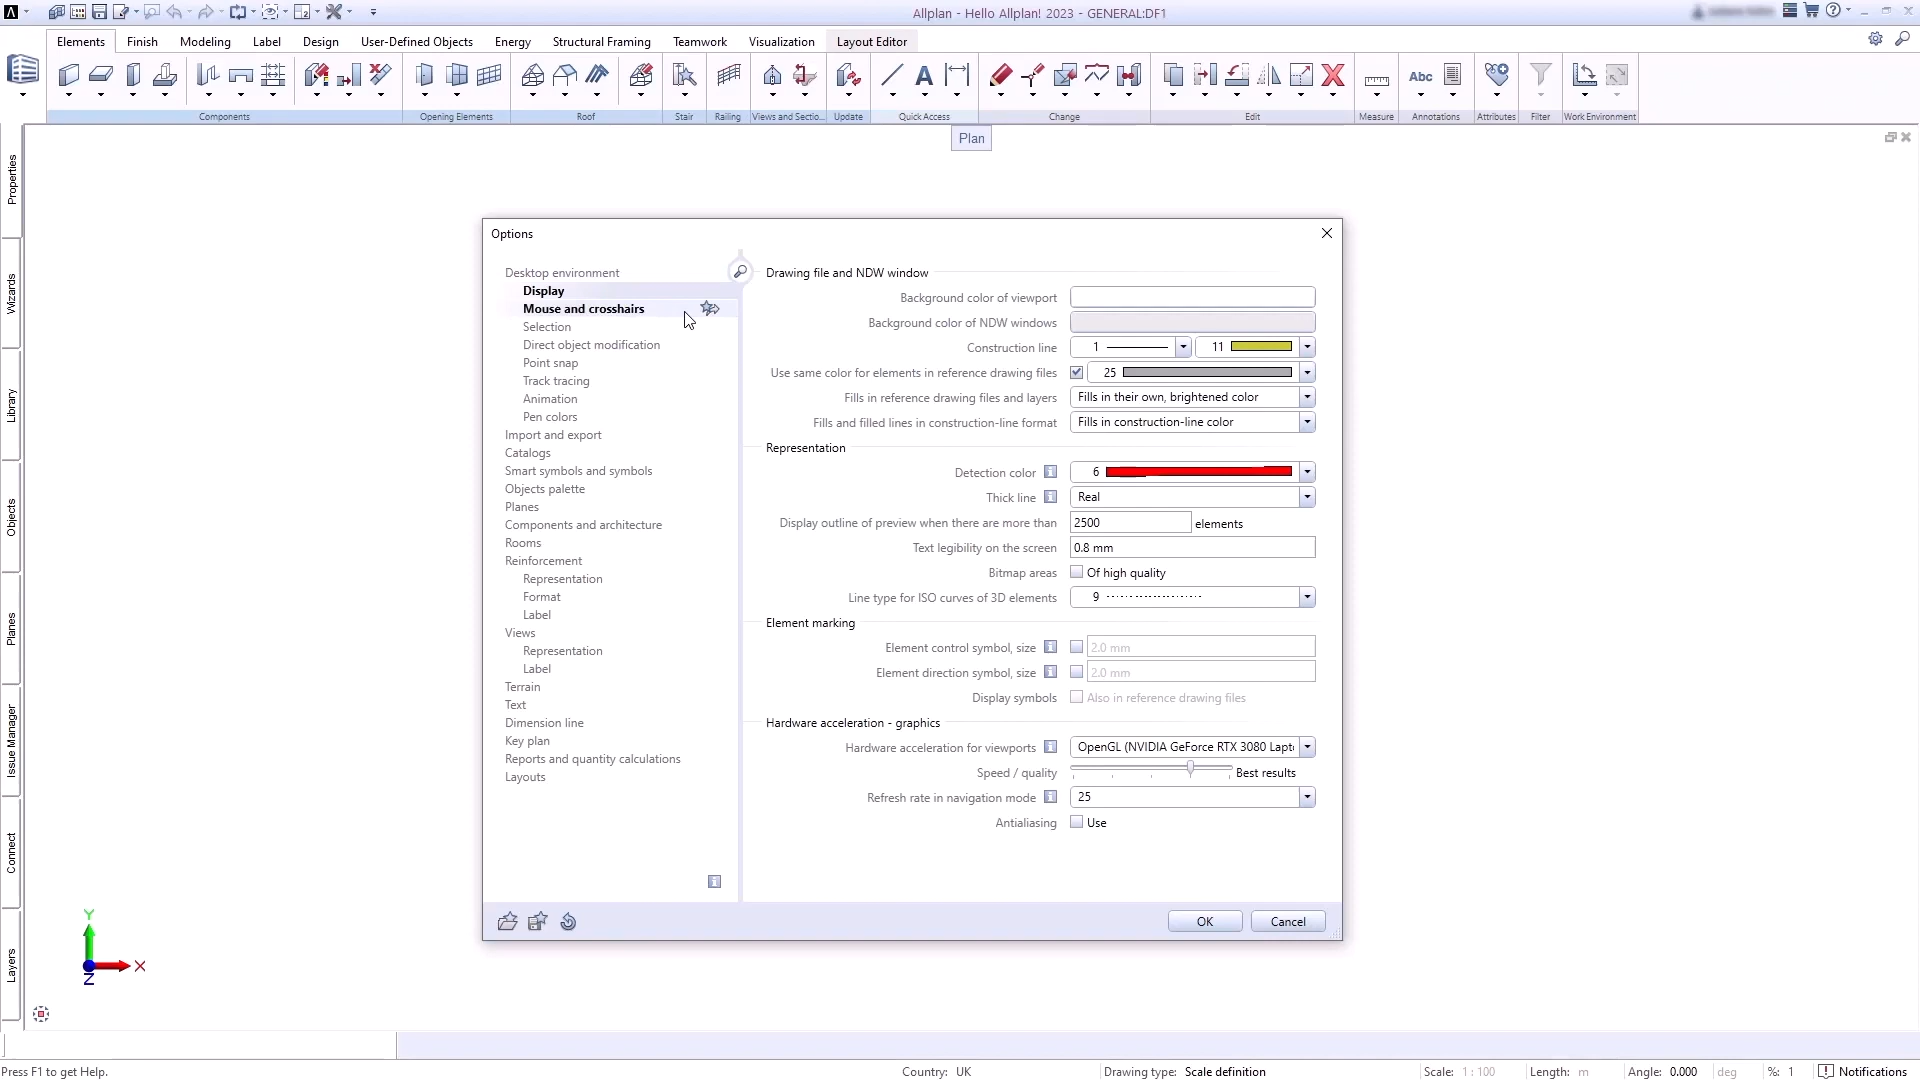 Allplan - Hello Allplan! 2023 - GENERAL:DF1
Elements
Finish
Modeling
Label
Design
User-Defined Objects
Energy
Structural Framing
Teamwork
Visualization
Layout Editor
A
Abc
Components
Opening Elements
Roof
Stair
Railing
Views and Sectio...
Update
Quick Access
Change
Edit
Measure
Annotations
Attributes
Filter
Work Environment
Plan
Properties
Wizards
Library
Objects
Planes
Issue Manager
Connect
Layers
Options
Desktop environment
Display
Mouse and crosshairs
Selection
Direct object modification
Point snap
Track tracing
Animation
Pen colors
Import and export
Catalogs
Smart symbols and symbols
Objects palette
Planes
Components and architecture
Rooms
Reinforcement
Representation
Format
Label
Views
Representation
Label
Terrain
Text
Dimension line
Key plan
Reports and quantity calculations
Layouts
Drawing file and NDW window
Background color of viewport
Background color of NDW windows
Construction line 1 11
Use same color for elements in reference drawing files 25
Fills in reference drawing files and layers Fills in their own, brightened color
Fills and filled lines in construction-line format Fills in construction-line color
Representation
Detection color 6
Thick line Real
Display outline of preview when there are more than 2500 elements
Text legibility on the screen 0.8 mm
Bitmap areas Of high quality
Line type for ISO curves of 3D elements 9
Element marking
Element control symbol, size 2.0 mm
Element direction symbol, size 2.0 mm
Display symbols Also in reference drawing files
Hardware acceleration - graphics
Hardware acceleration for viewports OpenGL (NVIDIA GeForce RTX 3080 Lapt
Speed / quality Best results
Refresh rate in navigation mode 25
Antialiasing Use
OK Cancel
Y
X
Z
Press F1 to get Help. Country: UK Drawing type: Scale definition Scale: 1 : 100 Length: m Angle: 0.000 deg %: 1 Notifications